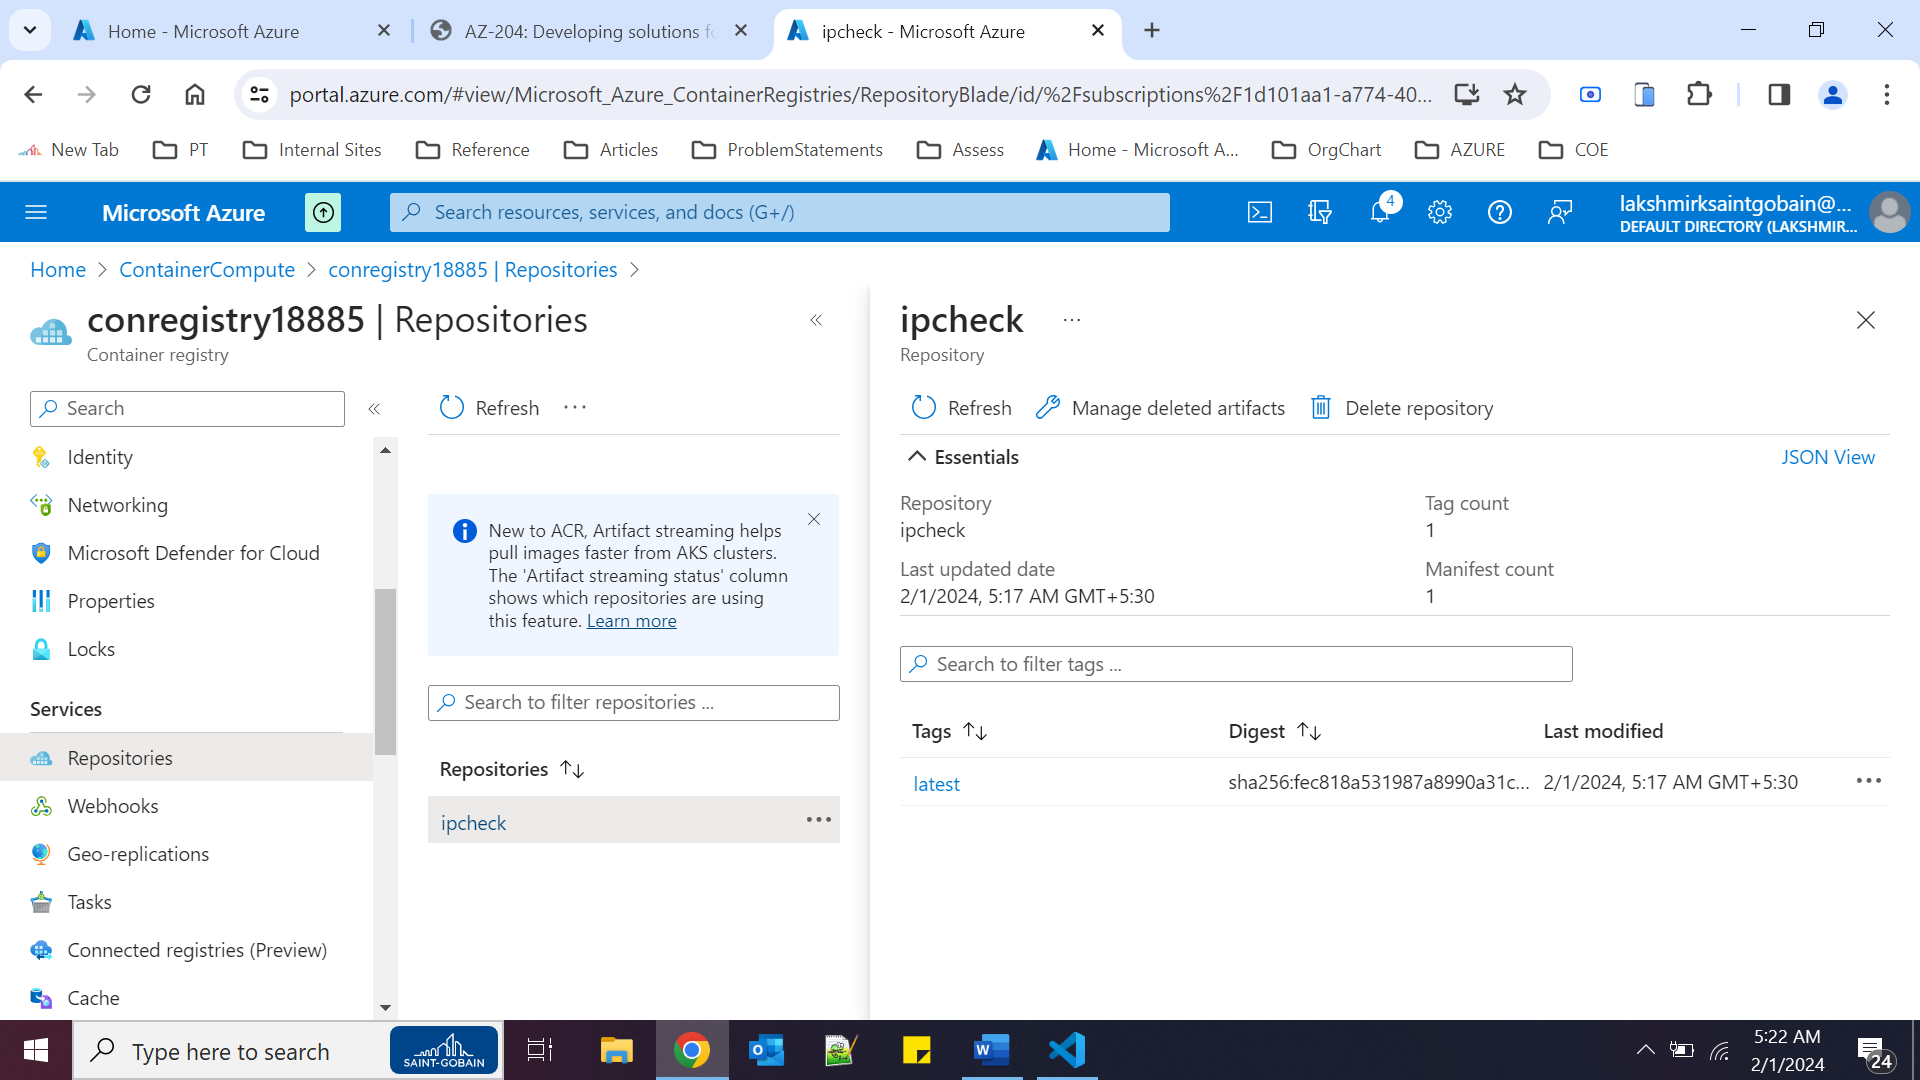 Home - Microsoft Azure
AZ-204: Developing solutions fo
ipcheck - Microsoft Azure
portal.azure.com/#view/Microsoft_Azure_ContainerRegistries/RepositoryBlade/id/%2Fsubscriptions%2F1d101aa1-a774-40...
New Tab
PT
Internal Sites
Reference
Articles
ProblemStatements
Assess
Home - Microsoft A...
OrgChart
AZURE
COE
Microsoft Azure
Search resources, services, and docs (G+/)
4
lakshmirksaintgobain@...
DEFAULT DIRECTORY (LAKSHMIR...
Home > ContainerCompute > conregistry18885 | Repositories >
conregistry18885 | Repositories
Container registry
Search
Identity
Networking
Microsoft Defender for Cloud
Properties
Locks
Services
Repositories
Webhooks
Geo-replications
Tasks
Connected registries (Preview)
Cache
Refresh
New to ACR, Artifact streaming helps
pull images faster from AKS clusters.
The 'Artifact streaming status' column
shows which repositories are using
this feature. Learn more
Search to filter repositories ...
Repositories
ipcheck
ipcheck
Repository
Refresh
Manage deleted artifacts
Delete repository
Essentials
JSON View
Repository
ipcheck
Tag count
1
Last updated date
2/1/2024, 5:17 AM GMT+5:30
Manifest count
1
Search to filter tags ...
Tags
Digest
Last modified
latest
sha256:fec818a531987a8990a31c...
2/1/2024, 5:17 AM GMT+5:30
Type here to search
SAINT-GOBAIN
5:22 AM
2/1/2024
24